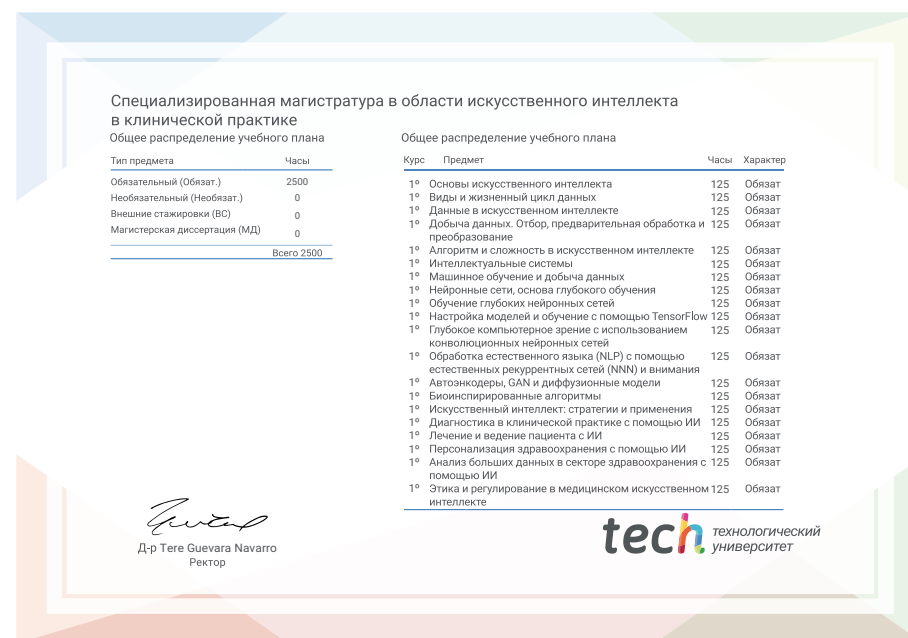 Специализированная магистратура в области искусственного интеллекта
в клинической практике
Общее распределение учебного плана
Тип предмета Часы
Обязательный (Обязат.) 2500
Необязательный (Необязат.) 0
Внешние стажировки (ВС) 0
Магистерская диссертация (МД) 0
Всего 2500
Общее распределение учебного плана
Курс Предмет Часы Характер
1º Основы искусственного интеллекта 125 Обязат
1º Виды и жизненный цикл данных 125 Обязат
1º Данные в искусственном интеллекте 125 Обязат
1º Добыча данных. Отбор, предварительная обработка и 125 Обязат
преобразование
1º Алгоритм и сложность в искусственном интеллекте 125 Обязат
1º Интеллектуальные системы 125 Обязат
1º Машинное обучение и добыча данных 125 Обязат
1º Нейронные сети, основа глубокого обучения 125 Обязат
1º Обучение глубоких нейронных сетей 125 Обязат
1º Настройка моделей и обучение с помощью TensorFlow 125 Обязат
1º Глубокое компьютерное зрение с использованием 125 Обязат
конволюционных нейронных сетей
1º Обработка естественного языка (NLP) с помощью 125 Обязат
естественных рекуррентных сетей (NNN) и внимания
1º Автоэнкодеры, GAN и диффузионные модели 125 Обязат
1º Биоинспирированные алгоритмы 125 Обязат
1º Искусственный интеллект: стратегии и применения 125 Обязат
1º Диагностика в клинической практике с помощью ИИ 125 Обязат
1º Лечение и ведение пациента с ИИ 125 Обязат
1º Персонализация здравоохранения с помощью ИИ 125 Обязат
1º Анализ больших данных в секторе здравоохранения с 125 Обязат
помощью ИИ
1º Этика и регулирование в медицинском искусственном 125 Обязат
интеллекте
Д-р Tere Guevara Navarro
Ректор
tech технологический
университет